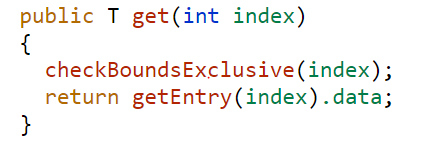 public T get(int index)
{
  checkBoundsExclusive(index);
  return getEntry(index).data;
}